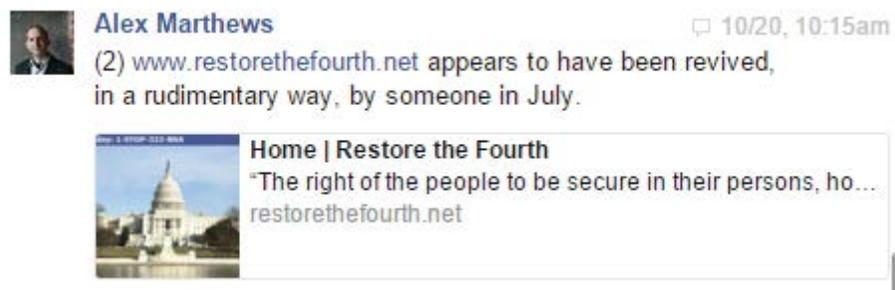 Alex Marthews
10/20, 10:15am
(2) www.restorethefourth.net appears to have been revived,
in a rudimentary way, by someone in July.
Home | Restore the Fourth
“The right of the people to be secure in their persons, ho...
restorethefourth.net